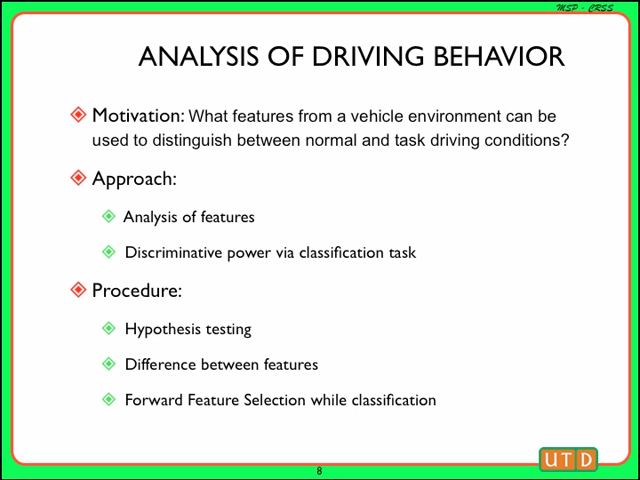 MSP - CRSS
ANALYSIS OF DRIVING BEHAVIOR
Motivation: What features from a vehicle environment can be
used to distinguish between normal and task driving conditions?
Approach:
Analysis of features
Discriminative power via classification task
Procedure:
Hypothesis testing
Difference between features
Forward Feature Selection while classification
8
UTD